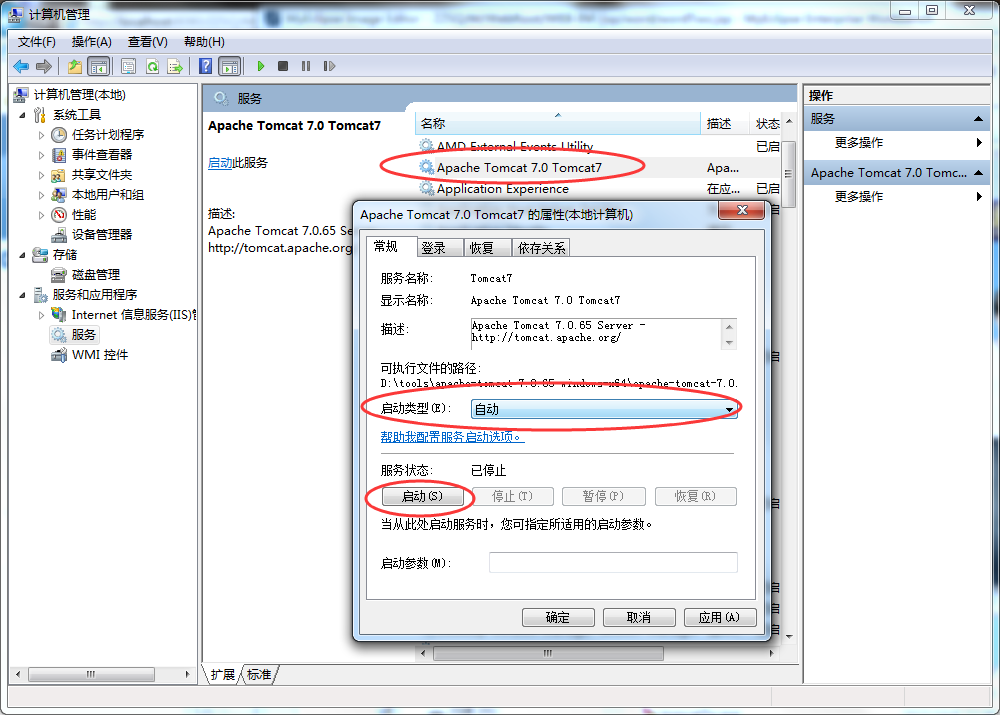 计算机管理
文件(F) 操作(A) 查看(V) 帮助(H)
计算机管理(本地)
系统工具
任务计划程序
事件查看器
共享文件夹
本地用户和组
性能
设备管理器
存储
磁盘管理
服务和应用程序
Internet 信息服务(IIS)
服务
WMI 控件
服务
Apache Tomcat 7.0 Tomcat7
启动此服务
描述:
Apache Tomcat 7.0.65 Se
http://tomcat.apache.org
名称 描述 状态
AMD External Events Utility 已启
Apache Tomcat 7.0 Tomcat7 Apa...
Application Experience 在应... 已启
Apache Tomcat 7.0 Tomcat7 的属性(本地计算机)
常规 登录 恢复 依存关系
服务名称: Tomcat7
显示名称: Apache Tomcat 7.0 Tomcat7
描述: Apache Tomcat 7.0.65 Server -
http://tomcat.apache.org/
可执行文件的路径:
D:\tools\apache-tomcat-7.0.65-windows-x64\apache-tomcat-7.0.
启动类型(E): 自动
帮助我配置服务启动选项。
服务状态: 已停止
启动(S) 停止(T) 暂停(P) 恢复(R)
当从此处启动服务时，您可指定所适用的启动参数。
启动参数(M):
确定 取消 应用(A)
操作
服务
更多操作
Apache Tomcat 7.0 Tomc...
更多操作
扩展 标准